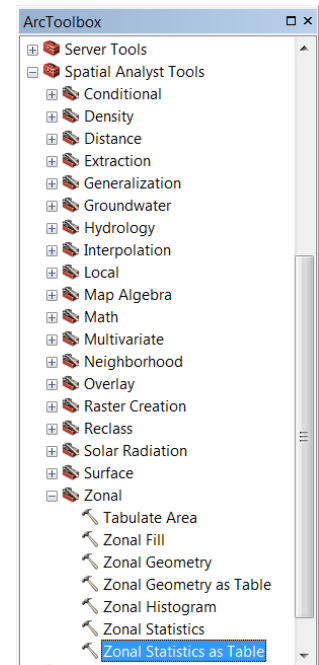 ArcToolbox
Server Tools
Spatial Analyst Tools
Conditional
Density
Distance
Extraction
Generalization
Groundwater
Hydrology
Interpolation
Local
Map Algebra
Math
Multivariate
Neighborhood
Overlay
Raster Creation
Reclass
Solar Radiation
Surface
Zonal
Tabulate Area
Zonal Fill
Zonal Geometry
Zonal Geometry as Table
Zonal Histogram
Zonal Statistics
Zonal Statistics as Table